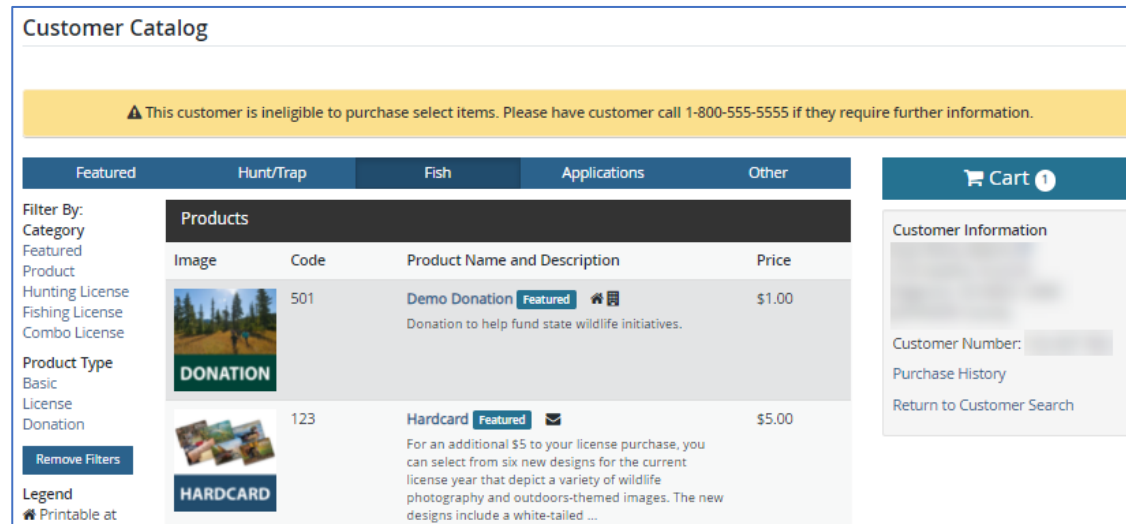 Customer Catalog
This customer is ineligible to purchase select items. Please have customer call 1-800-555-5555 if they require further information.
Featured
Hunt/Trap
Fish
Applications
Other
Cart 1
Filter By:
Category
Featured
Product
Hunting License
Fishing License
Combo License
Product Type
Basic
License
Donation
Remove Filters
Legend
Printable at
Products
Image Code Product Name and Description Price
DONATION
501
Demo Donation Featured
$1.00
Donation to help fund state wildlife initiatives.
HARDCARD
123
Hardcard Featured
$5.00
For an additional $5 to your license purchase, you
can select from six new designs for the current
license year that depict a variety of wildlife
photography and outdoors-themed images. The new
designs include a white-tailed ...
Customer Information
Customer Number:
Purchase History
Return to Customer Search